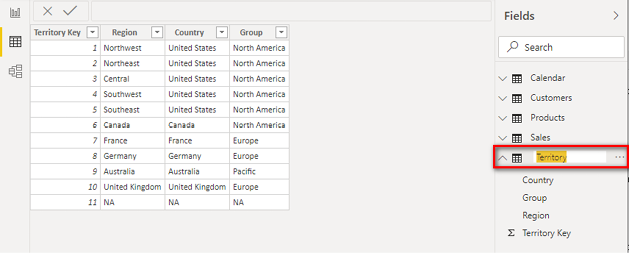 Territory Key Region Country Group
1 Northwest United States North America
2 Northeast United States North America
3 Central United States North America
4 Southwest United States North America
5 Southeast United States North America
6 Canada Canada North America
7 France France Europe
8 Germany Germany Europe
9 Australia Australia Pacific
10 United Kingdom United Kingdom Europe
11 NA NA NA
Fields
Search
Calendar
Customers
Products
Sales
Territory
Country
Group
Region
Σ Territory Key